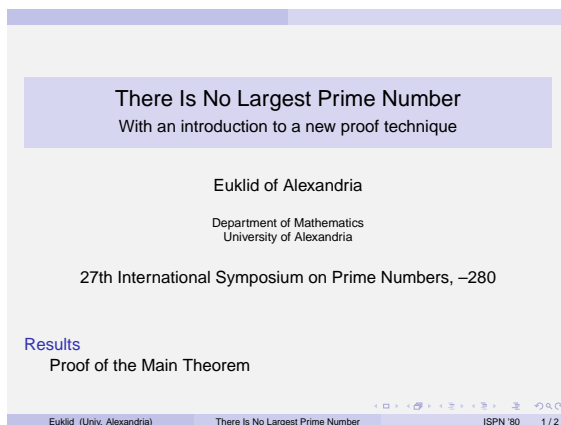 There Is No Largest Prime Number
With an introduction to a new proof technique
Euklid of Alexandria
Department of Mathematics
University of Alexandria
27th International Symposium on Prime Numbers, –280
Results
Proof of the Main Theorem
Euklid (Univ. Alexandria) There Is No Largest Prime Number ISPN ’80 1 / 2